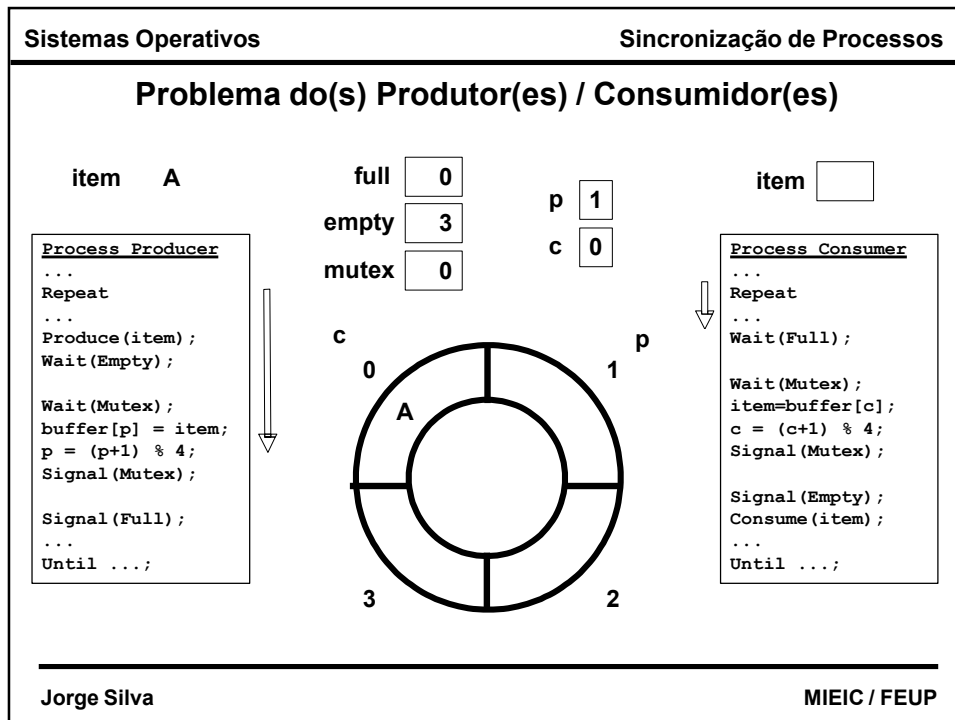 Sistemas Operativos
Sincronização de Processos
Problema do(s) Produtor(es) / Consumidor(es)
item A
full 0
empty 3
mutex 0
p 1
c 0
item
Process Producer
...
Repeat
...
Produce(item);
Wait(Empty);
Wait(Mutex);
buffer[p] = item;
p = (p+1) % 4;
Signal(Mutex);
Signal(Full);
...
Until ...;
c
p
0
1
A
3
2
Process Consumer
...
Repeat
...
Wait(Full);
Wait(Mutex);
item=buffer[c];
c = (c+1) % 4;
Signal(Mutex);
Signal(Empty);
Consume(item);
...
Until ...;
Jorge Silva
MIEIC / FEUP